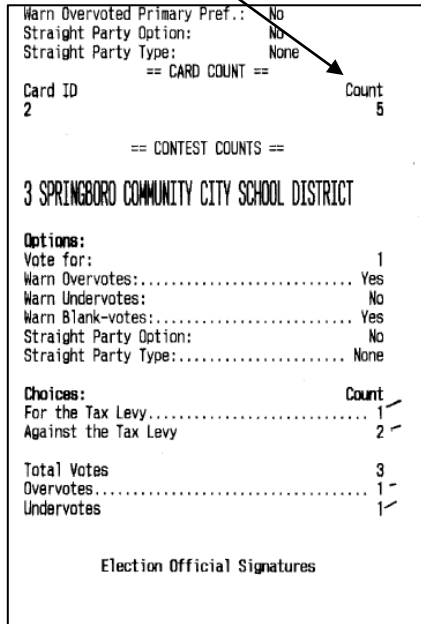 Warn Overvoted Primary Pref.: No
Straight Party Option: No
Straight Party Type: None
== CARD COUNT ==
Card ID Count
2 5
== CONTEST COUNTS ==
3 SPRINGBORO COMMUNITY CITY SCHOOL DISTRICT
Options:
Vote for: 1
Warn Overvotes:............................ Yes
Warn Undervotes: No
Warn Blank-votes:.......................... Yes
Straight Party Option: No
Straight Party Type:...................... None
Choices: Count
For the Tax Levy............................ 1
Against the Tax Levy 2
Total Votes 3
Overvotes................................... 1
Undervotes 1
Election Official Signatures